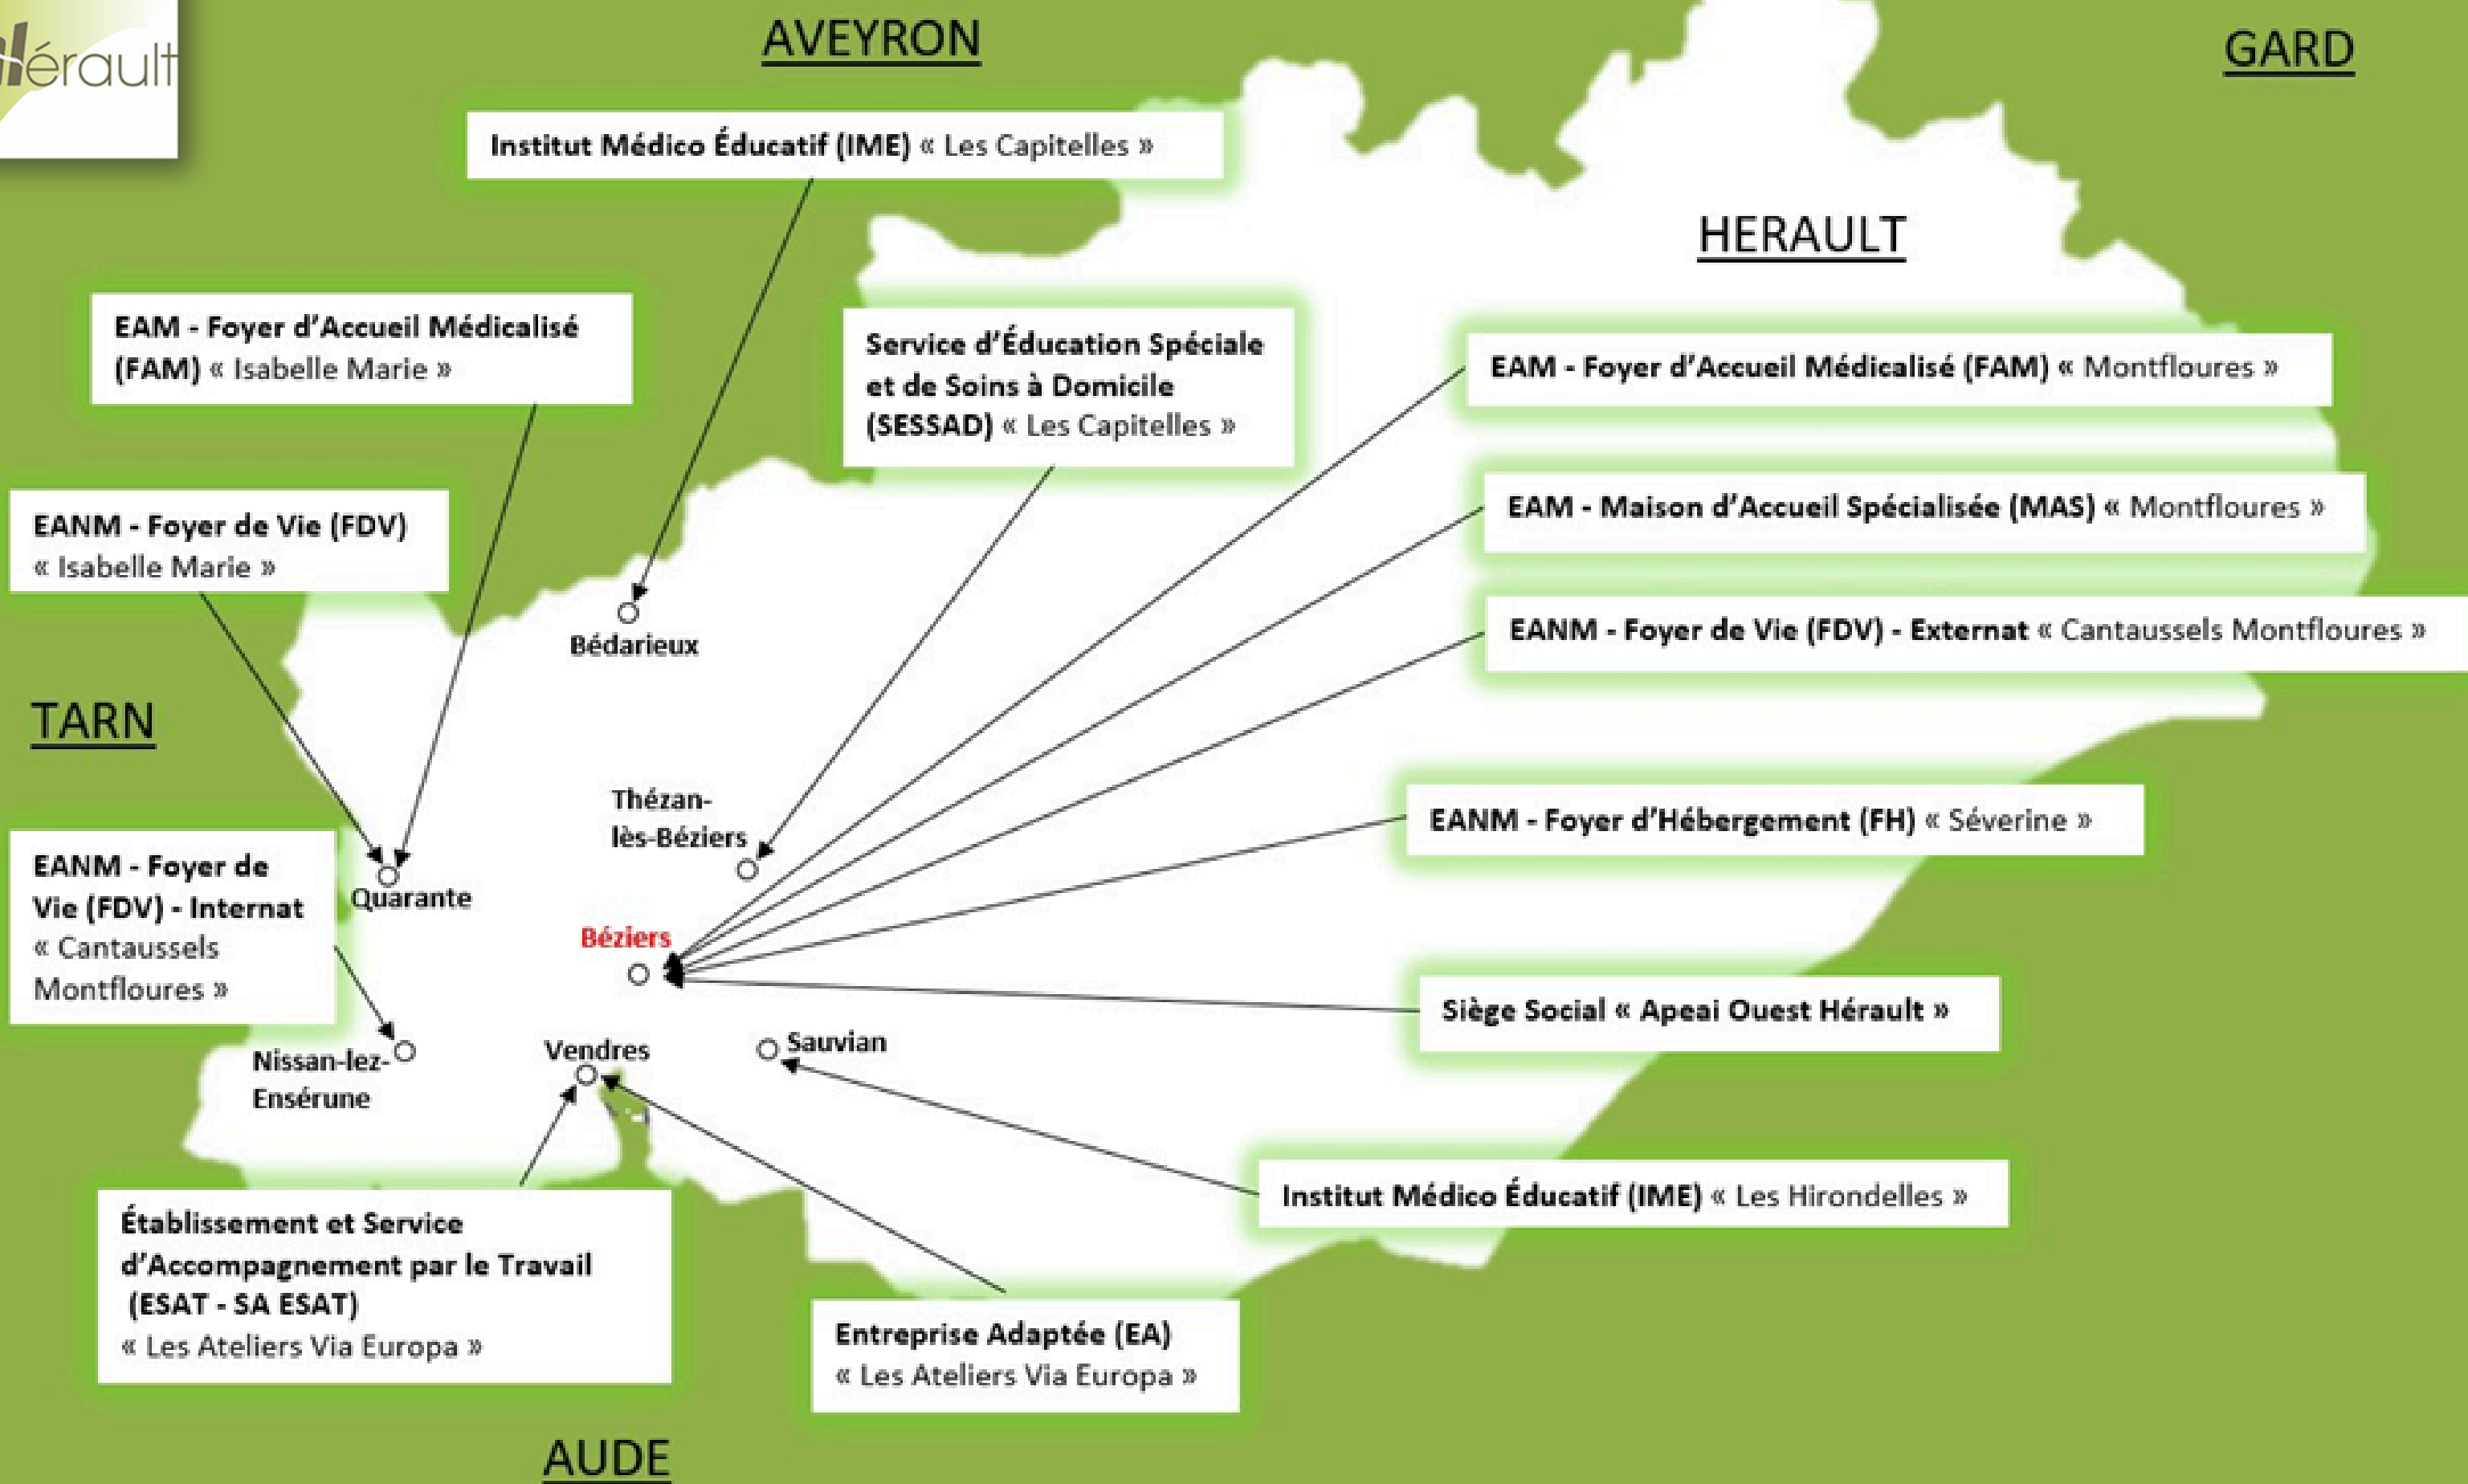 Hérault
AVEYRON
GARD
Institut Médico Éducatif (IME) « Les Capitelles »
HERAULT
EAM - Foyer d’Accueil Médicalisé
(FAM) « Isabelle Marie »
Service d’Éducation Spéciale
et de Soins à Domicile
(SESSAD) « Les Capitelles »
EAM - Foyer d’Accueil Médicalisé (FAM) « Montfloures »
EANM - Foyer de Vie (FDV)
« Isabelle Marie »
EAM - Maison d’Accueil Spécialisée (MAS) « Montfloures »
EANM - Foyer de Vie (FDV) - Externat « Cantaussels Montfloures »
Bédarieux
TARN
Thézan-
lès-Béziers
EANM - Foyer d’Hébergement (FH) « Séverine »
EANM - Foyer de
Vie (FDV) - Internat
« Cantaussels
Montfloures »
Quarante
Béziers
Siège Social « Apeai Ouest Hérault »
Nissan-lez-
Ensérune
Vendres
Sauvian
Institut Médico Éducatif (IME) « Les Hirondelles »
Établissement et Service
d’Accompagnement par le Travail
(ESAT - SA ESAT)
« Les Ateliers Via Europa »
Entreprise Adaptée (EA)
« Les Ateliers Via Europa »
AUDE